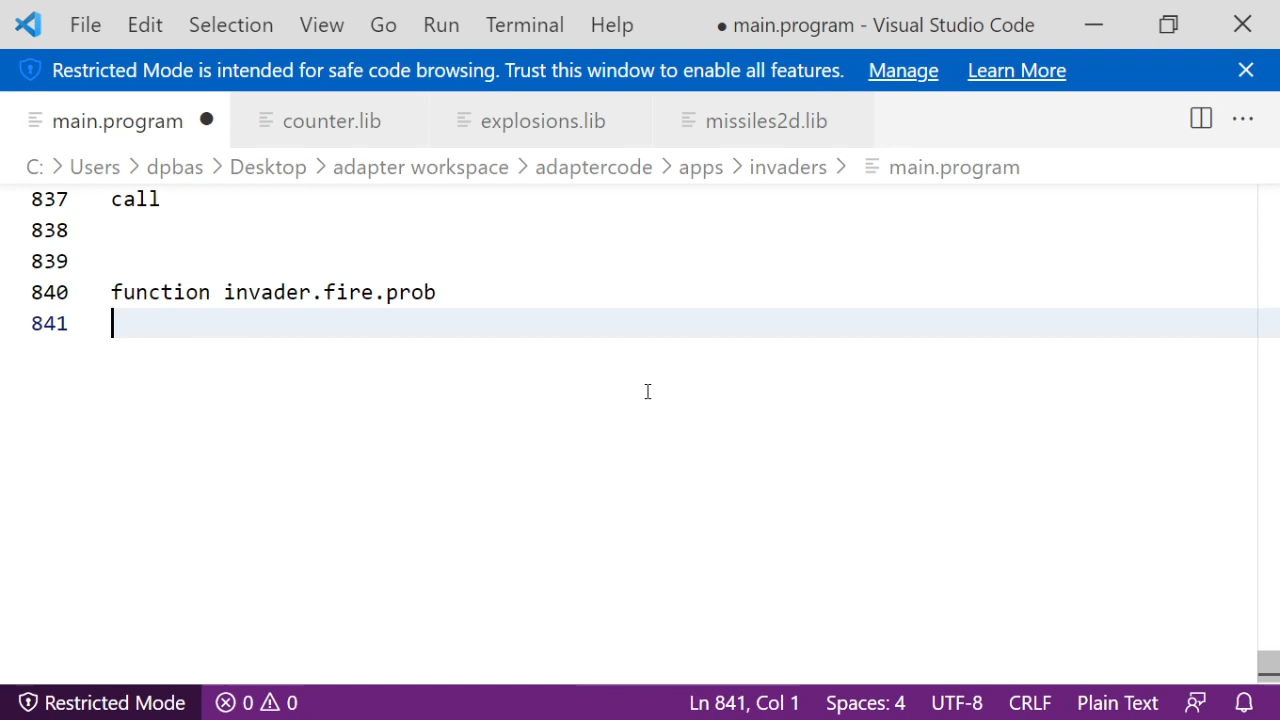 File Edit Selection View Go Run Terminal Help ● main.program - Visual Studio Code
Restricted Mode is intended for safe code browsing. Trust this window to enable all features. Manage Learn More
main.program ● counter.lib explosions.lib missiles2d.lib ...
C: > Users > dpbas > Desktop > adapter workspace > adaptercode > apps > invaders > main.program
837 call
838
839
840 function invader.fire.prob
841
Restricted Mode 0 0 Ln 841, Col 1 Spaces: 4 UTF-8 CRLF Plain Text